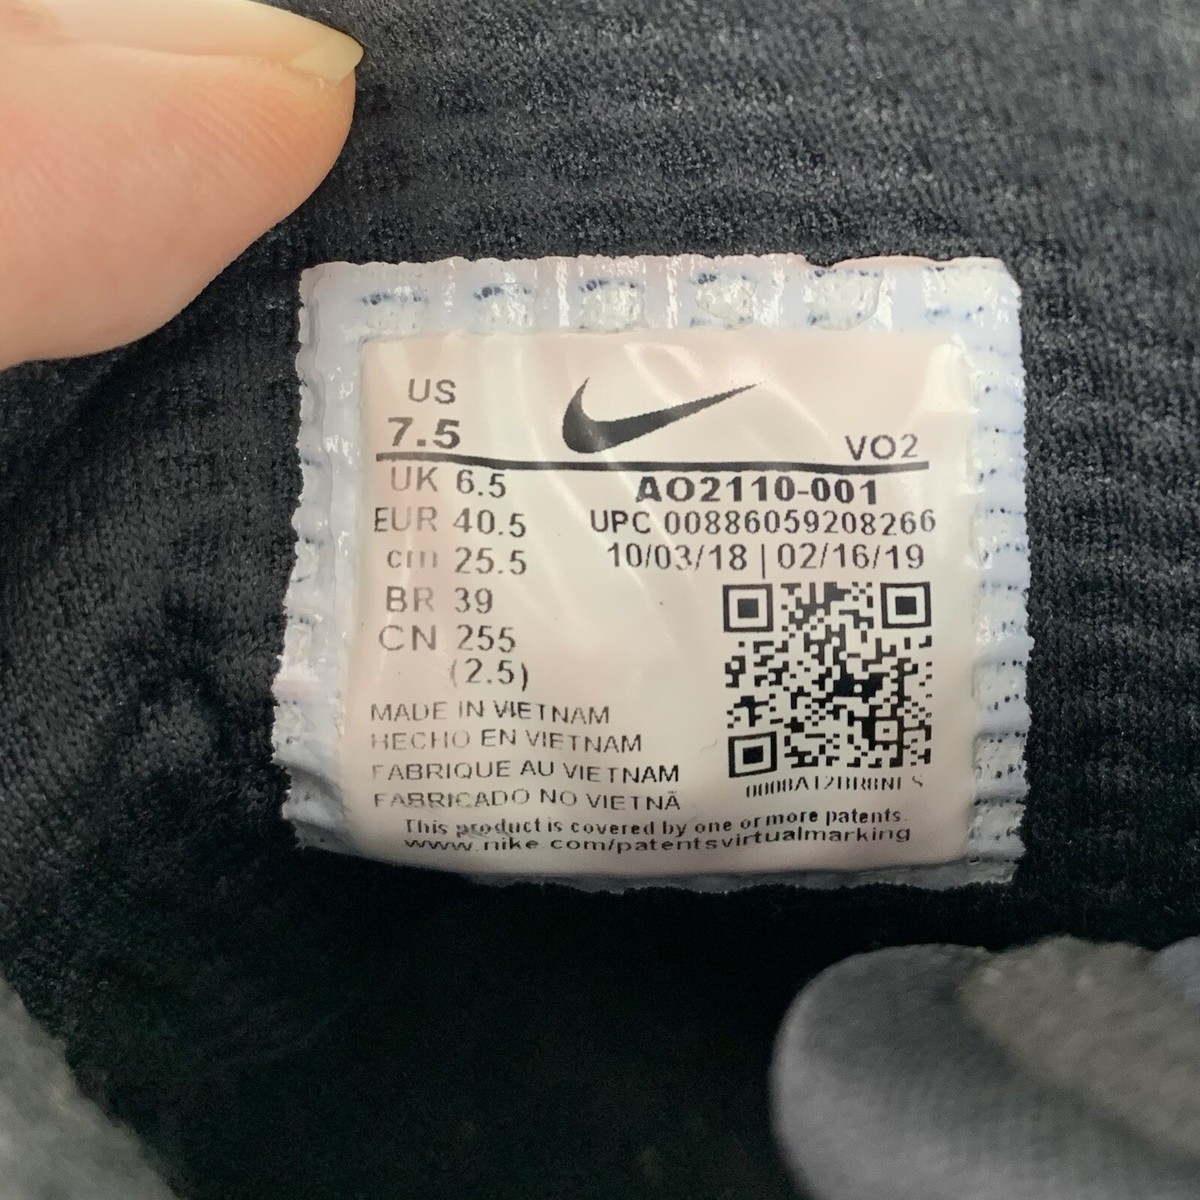 US
7.5
VO2
UK 6.5
EUR 40.5
cm 25.5
BR 39
CN 255
(2.5)
AO2110-001
UPC 00886059208266
10/03/18 | 02/16/19
MADE IN VIETNAM
HECHO EN VIETNAM
FABRIQUE AU VIETNAM
FABRICADO NO VIETNÃ
This product is covered by one or more patents.
www.nike.com/patentsvirtualmarking